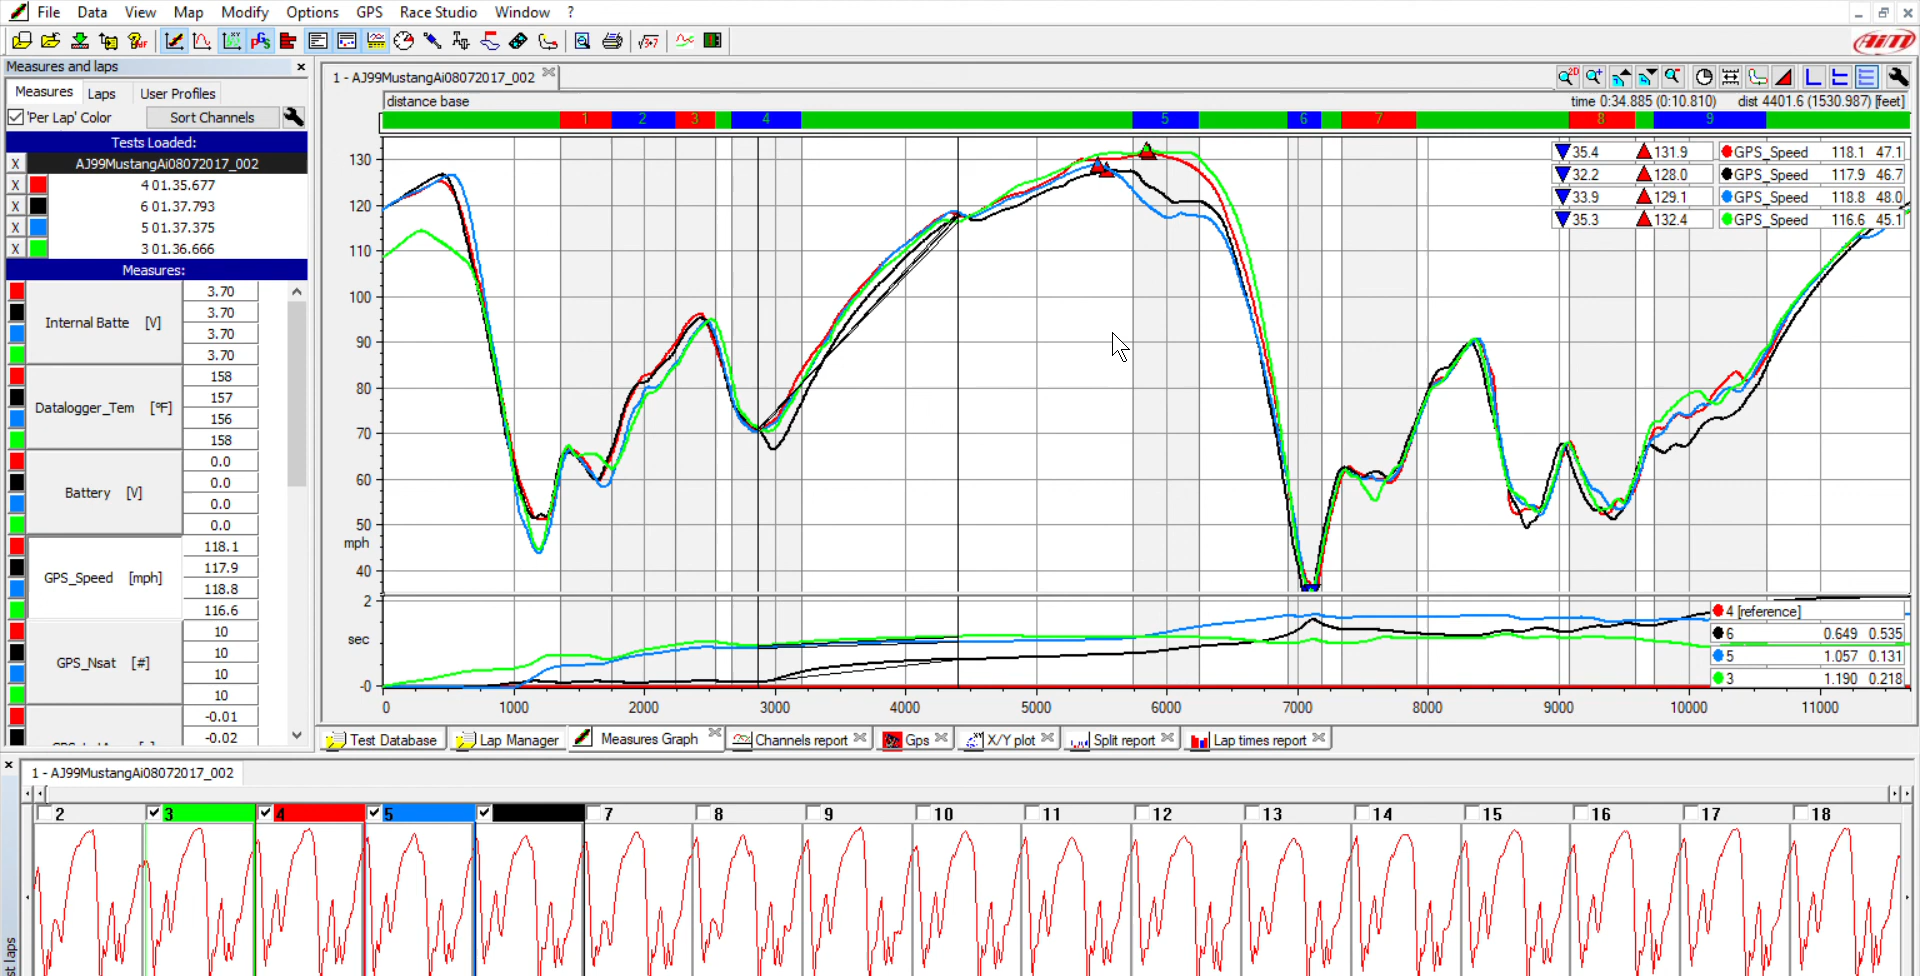 File Data View Map Modify Options GPS Race Studio Window ?
AiM
Measures and laps
Measures Laps User Profiles
'Per Lap' Color Sort Channels
Tests Loaded:
X AJ99MustangAi08072017_002
X 4 01.35.677
X 6 01.37.793
X 5 01.37.375
X 3 01.36.666
Measures:
Internal Batte [V]
3.70
3.70
3.70
3.70
Datalogger_Tem [°F]
158
157
156
158
Battery [V]
0.0
0.0
0.0
0.0
GPS_Speed [mph]
118.1
117.9
118.8
116.6
GPS_Nsat [#]
10
10
10
10
-0.01
-0.02
1 - AJ99MustangAi08072017_002
distance base
time 0:34.885 (0:10.810) dist 4401.6 (1530.987) [feet]
1 2 3 4 5 6 7 8 9
130
120
110
100
90
80
70
60
50
mph
40
35.4 131.9 GPS_Speed 118.1 47.1
32.2 128.0 GPS_Speed 117.9 46.7
33.9 129.1 GPS_Speed 118.8 48.0
35.3 132.4 GPS_Speed 116.6 45.1
2
sec
-0
4 [reference]
6 0.649 0.535
5 1.057 0.131
3 1.190 0.218
0 1000 2000 3000 4000 5000 6000 7000 8000 9000 10000 11000
Test Database Lap Manager Measures Graph Channels report Gps X/Y plot Split report Lap times report
1 - AJ99MustangAi08072017_002
2 3 4 5 7 8 9 10 11 12 13 14 15 16 17 18
st laps